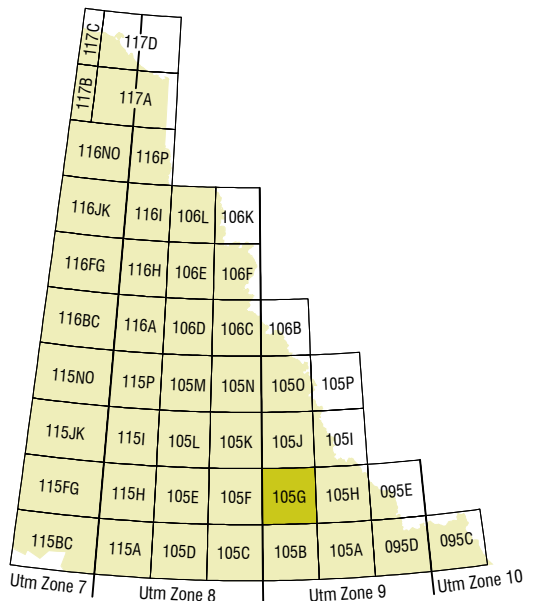 117C 117D
117B 117A
116NO 116P
116JK 116I 106L 106K
116FG 116H 106E 106F
116BC 116A 106D 106C 106B
115NO 115P 105M 105N 105O 105P
115JK 115I 105L 105K 105J 105I
115FG 115H 105E 105F 105G 105H 095E
115BC 115A 105D 105C 105B 105A 095D 095C
Utm Zone 7 Utm Zone 8 Utm Zone 9 Utm Zone 10